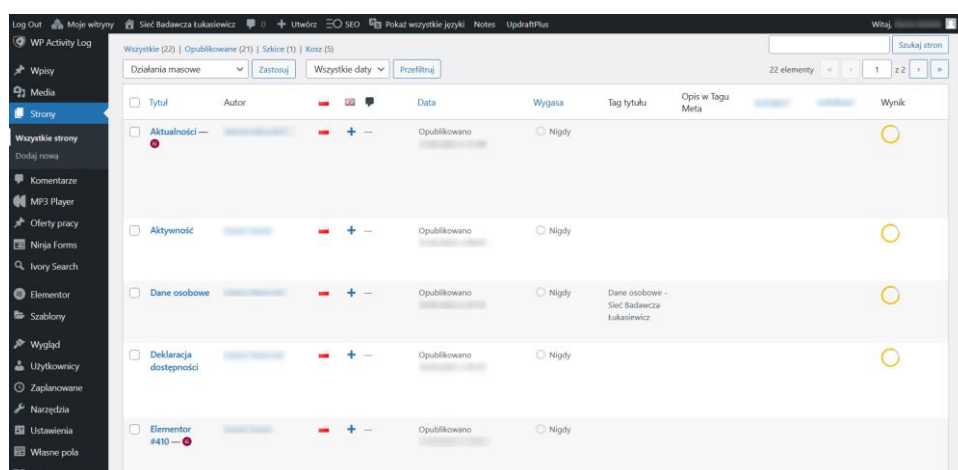 Log Out Moje witryny Sieć Badawcza Łukasiewicz 0 + Utwórz SEO Pokaż wszystkie języki Notes UpdraftPlus Witaj,
WP Activity Log
Wpisy
Media
Strony
Wszystkie strony
Dodaj nową
Komentarze
MP3 Player
Oferty pracy
Ninja Forms
Ivory Search
Elementor
Szablony
Wygląd
Użytkownicy
Zaplanowane
Narzędzia
Ustawienia
Własne pola
Wszystkie (22) | Opublikowane (21) | Szkice (1) | Kosz (5)
Szukaj stron
Działania masowe Zastosuj Wszystkie daty Przefiltruj 22 elementy « ‹ 1 z 2 › »
Tytuł Autor Data Wygasa Tag tytułu Opis w Tagu Wynik
Meta
Aktualności — + — Opublikowano Nigdy
Aktywność + — Opublikowano Nigdy
Dane osobowe + — Opublikowano Nigdy Dane osobowe -
Sieć Badawcza
Łukasiewicz
Deklaracja + — Opublikowano Nigdy
dostępności
Elementor + — Opublikowano Nigdy
#410 —